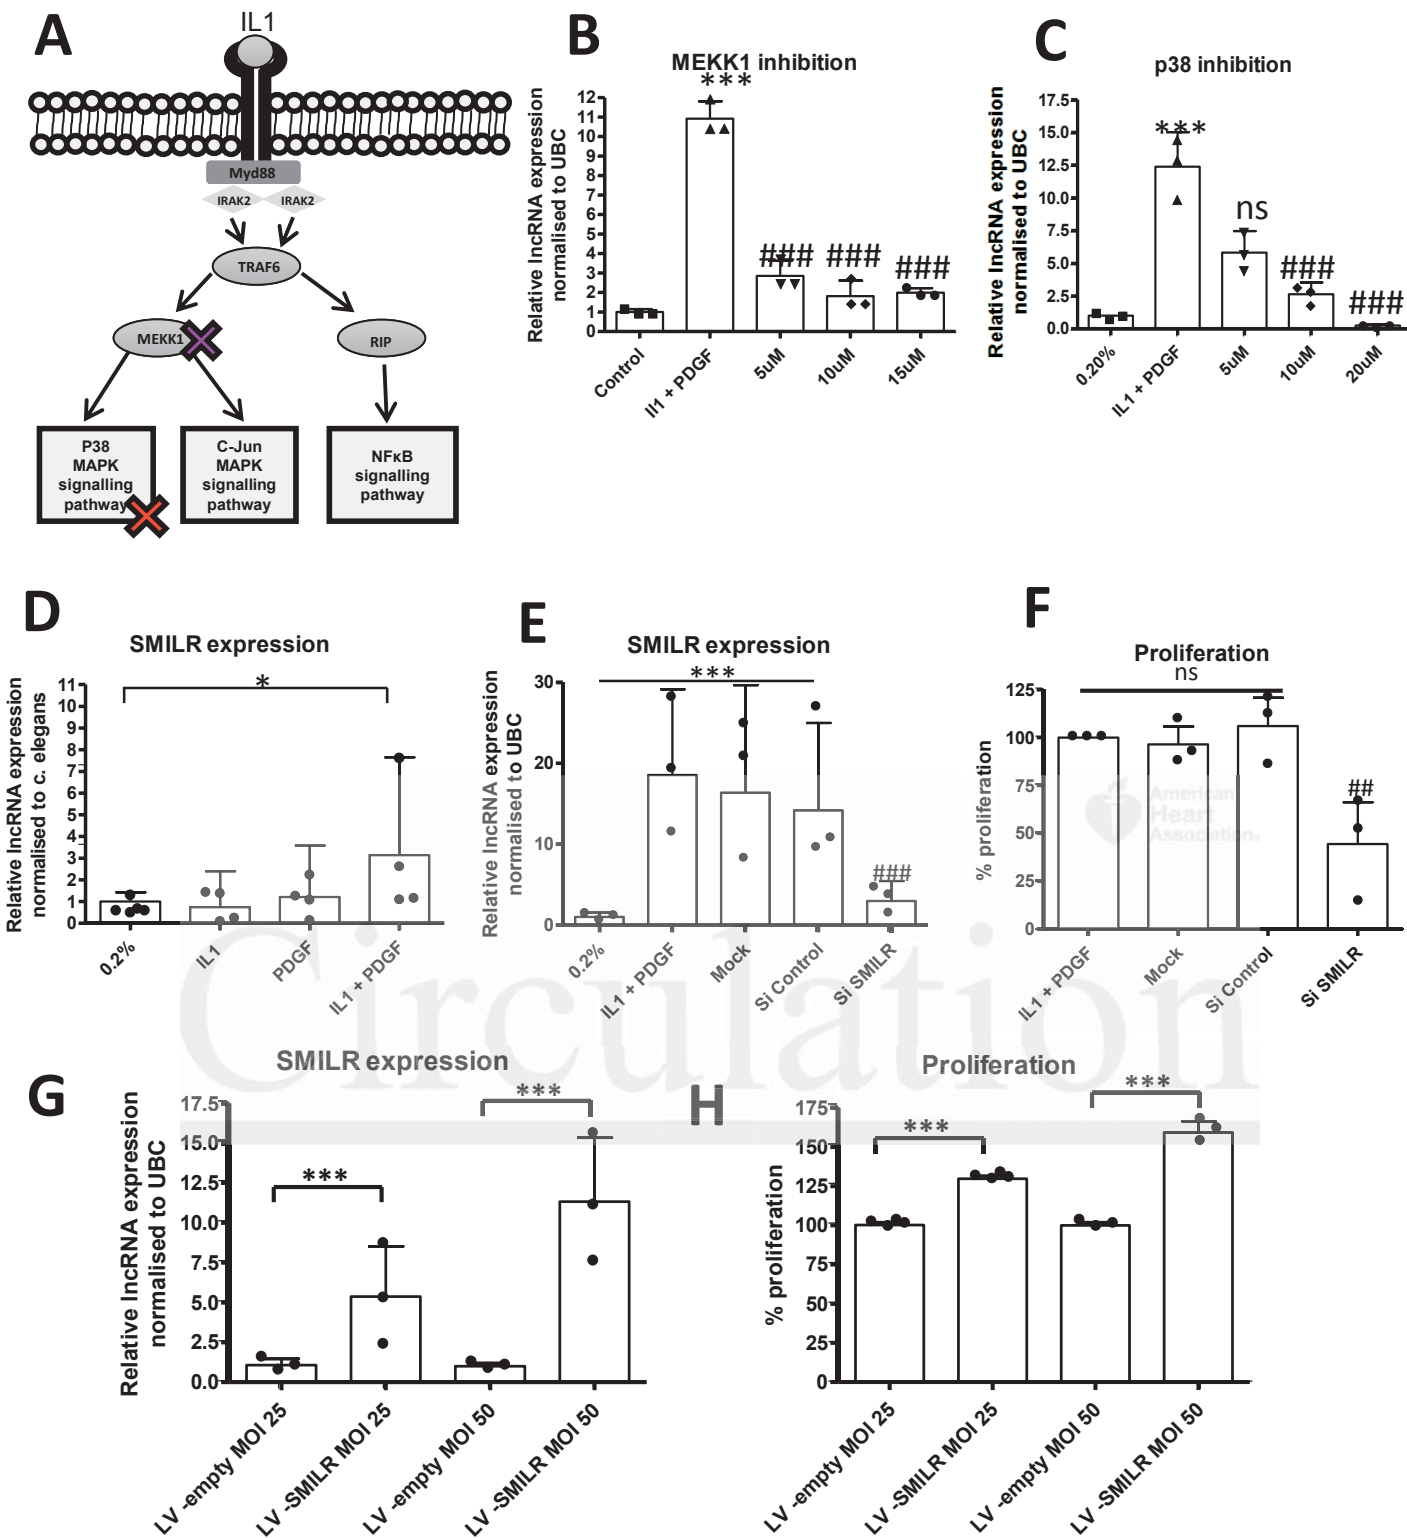 A
IL1
Myd88
IRAK2
IRAK2
TRAF6
MEKK1
RIP
P38
MAPK
signalling
pathway
C-Jun
MAPK
signalling
pathway
NFκB
signalling
pathway
B
MEKK1 inhibition
***
Relative lncRNA expression
normalised to UBC
12
11
10
9
8
7
6
5
4
3
2
1
0
###
###
###
Control
Il1 + PDGF
5uM
10uM
15uM
C
p38 inhibition
Relative lncRNA expression
normalised to UBC
17.5
15.0
12.5
10.0
7.5
5.0
2.5
0.0
***
ns
###
###
0.20%
IL1 + PDGF
5uM
10uM
20uM
D
SMILR expression
*
Relative lncRNA expression
normalised to c. elegans
11
10
9
8
7
6
5
4
3
2
1
0
0.2%
IL1
PDGF
IL1 + PDGF
E
SMILR expression
***
Relative lncRNA expression
normalised to UBC
30
20
10
0
###
0.2%
IL1 + PDGF
Mock
Si Control
Si SMILR
F
Proliferation
ns
% proliferation
125
100
75
50
25
0
##
American
Heart
Association®
IL1 + PDGF
Mock
Si Control
Si SMILR
Circulation
G
SMILR expression
Relative lncRNA expression
normalised to UBC
17.5
15.0
12.5
10.0
7.5
5.0
2.5
0.0
***
***
LV -empty MOI 25
LV -SMILR MOI 25
LV -empty MOI 50
LV -SMILR MOI 50
H
Proliferation
% proliferation
175
150
125
100
75
50
25
0
***
***
LV -empty MOI 25
LV -SMILR MOI 25
LV -empty MOI 50
LV -SMILR MOI 50